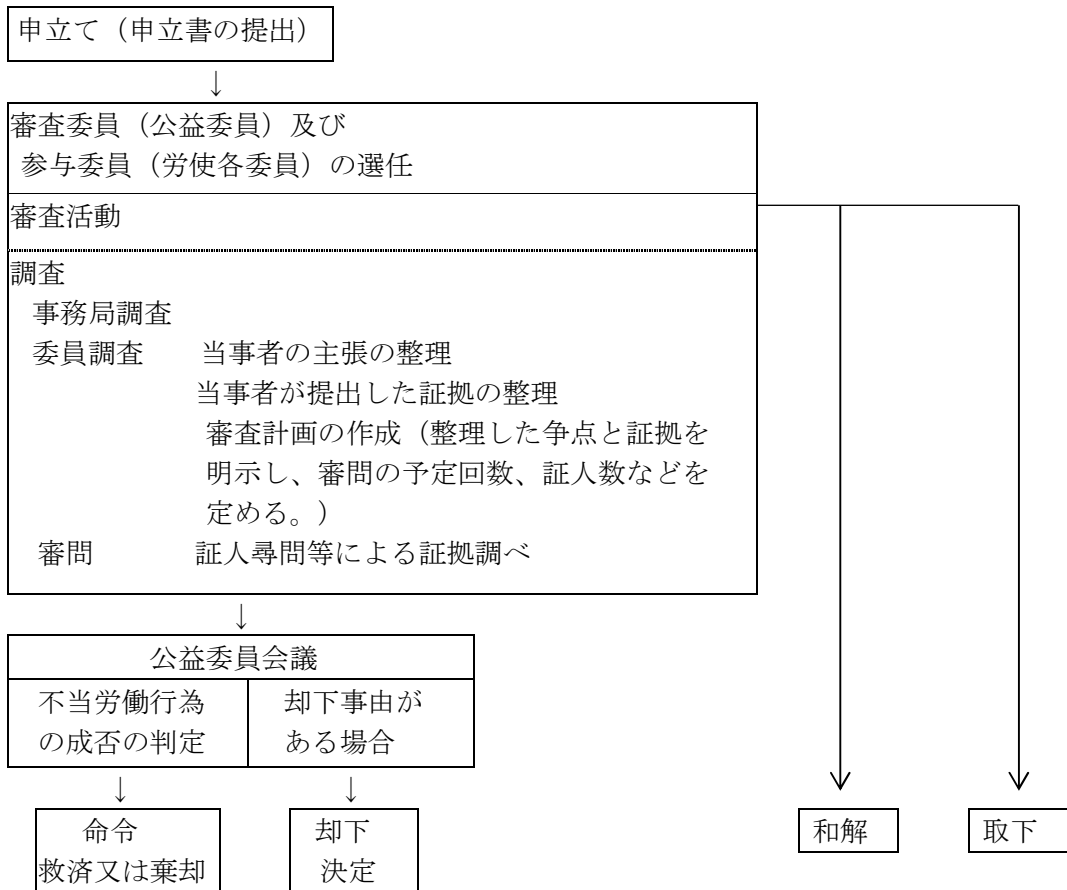 申立て（申立書の提出）
↓
審査委員（公益委員）及び
参与委員（労使各委員）の選任
審査活動
調査
事務局調査
委員調査　　当事者の主張の整理
当事者が提出した証拠の整理
審査計画の作成（整理した争点と証拠を
明示し、審問の予定回数、証人数などを
定める。）
審問　　　証人尋問等による証拠調べ
↓
公益委員会議
不当労働行為
の成否の判定
却下事由が
ある場合
↓　↓
命令
救済又は棄却
却下
決定
和解
取下